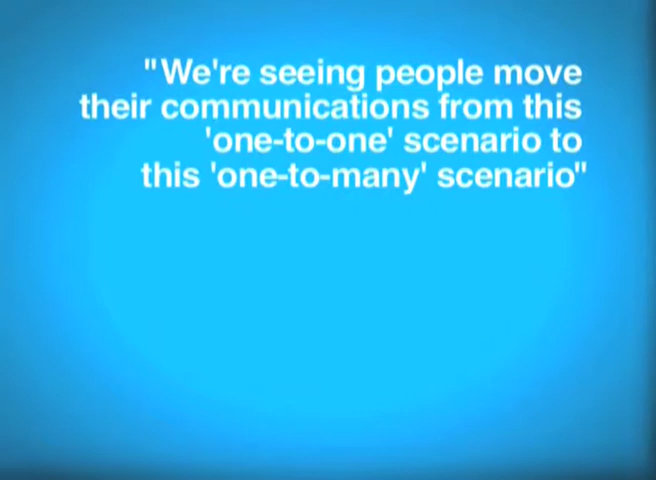 "We're seeing people move
their communications from this
'one-to-one' scenario to
this 'one-to-many' scenario"